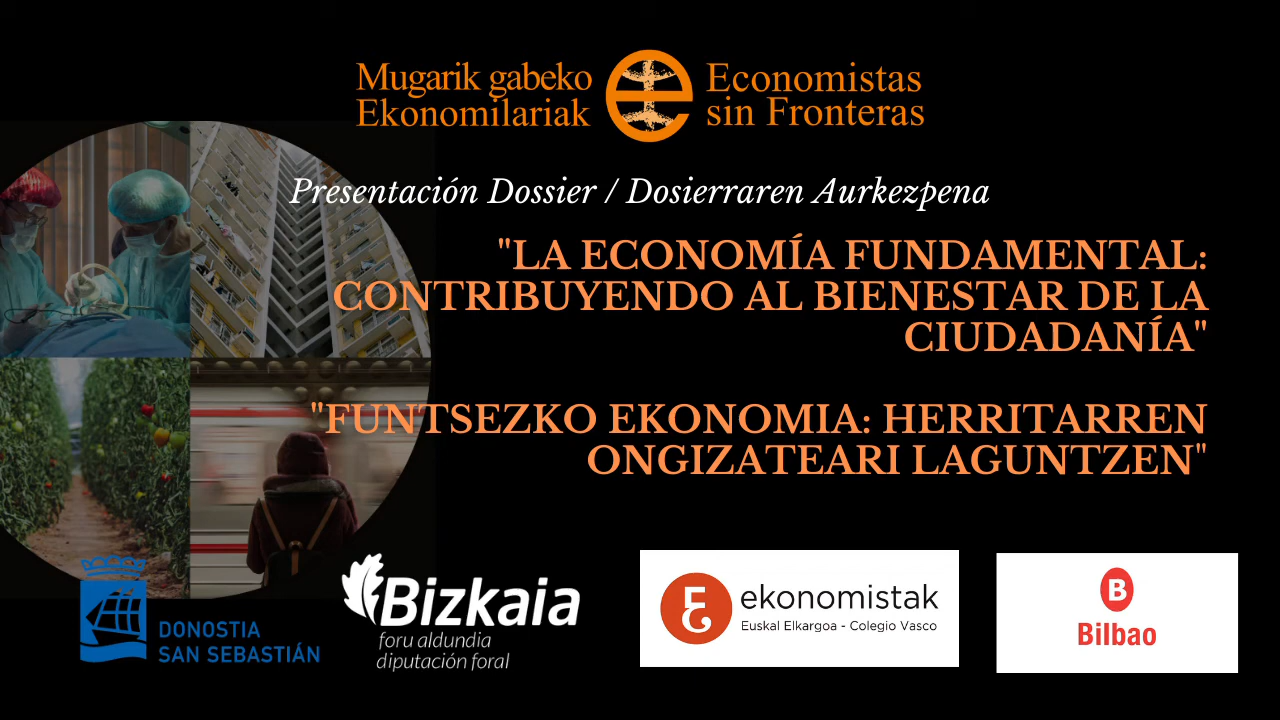 Mugarik gabeko
Ekonomilariak
Economistas
sin Fronteras
Presentación Dossier / Dosierraren Aurkezpena
"LA ECONOMÍA FUNDAMENTAL:
CONTRIBUYENDO AL BIENESTAR DE LA
CIUDADANÍA"
"FUNTSEZKO EKONOMIA: HERRITARREN
ONGIZATEARI LAGUNTZEN"
DONOSTIA
SAN SEBASTIÁN
Bizkaia
foru aldundia
diputación foral
ekonomistak
Euskal Elkargoa - Colegio Vasco
B
Bilbao